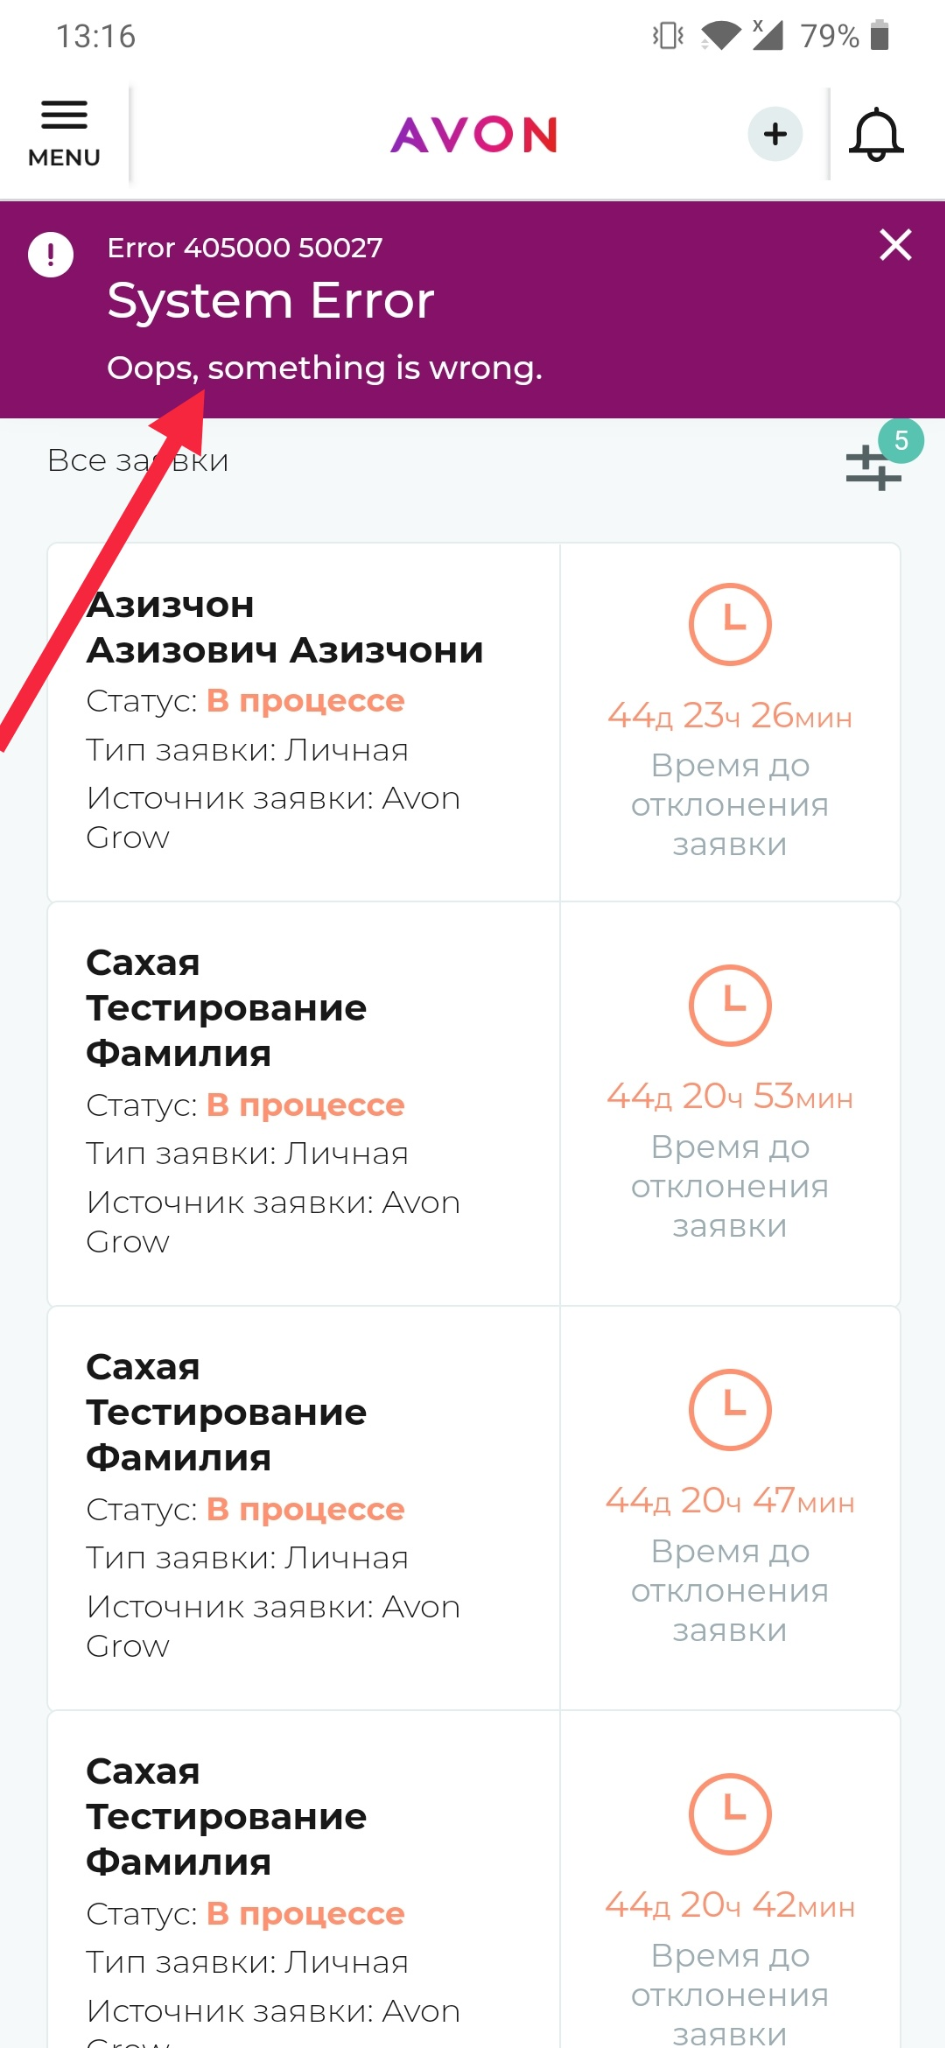 13:16
79%
MENU
AVON
Error 405000 50027
System Error
Oops, something is wrong.
Все заявки
5
Азизчон
Азизович Азизчони
Статус: В процессе
Тип заявки: Личная
Источник заявки: Avon
Grow
44д 23ч 26мин
Время до
отклонения
заявки
Сахая
Тестирование
Фамилия
Статус: В процессе
Тип заявки: Личная
Источник заявки: Avon
Grow
44д 20ч 53мин
Время до
отклонения
заявки
Сахая
Тестирование
Фамилия
Статус: В процессе
Тип заявки: Личная
Источник заявки: Avon
Grow
44д 20ч 47мин
Время до
отклонения
заявки
Сахая
Тестирование
Фамилия
Статус: В процессе
Тип заявки: Личная
Источник заявки: Avon
Grow
44д 20ч 42мин
Время до
отклонения
заявки